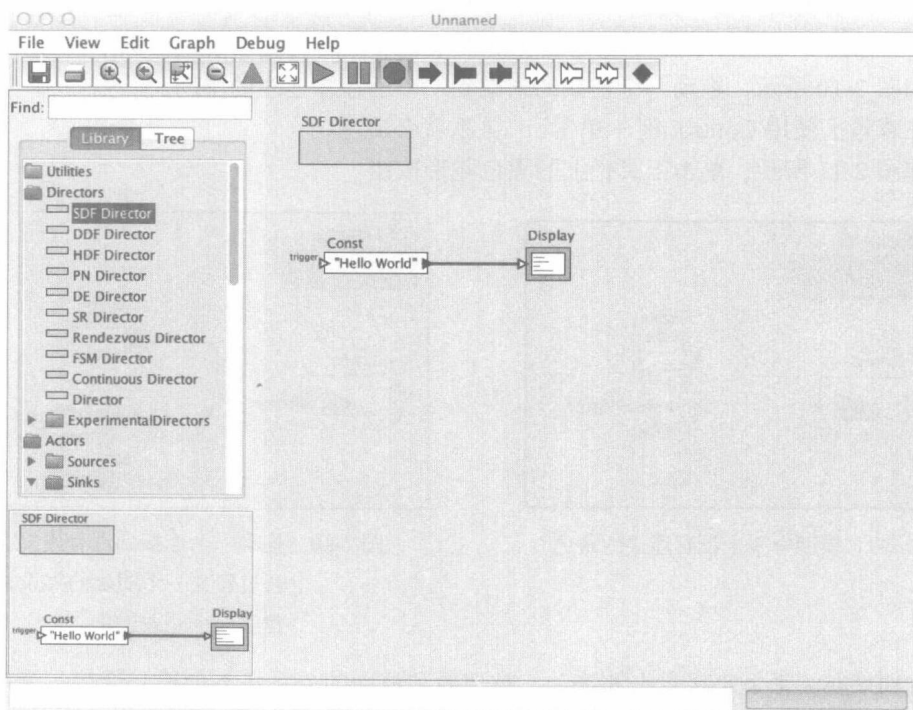 Unnamed
File View Edit Graph Debug Help
Find:
Library Tree
Utilities
Directors
SDF Director
DDF Director
HDF Director
PN Director
DE Director
SR Director
Rendezvous Director
FSM Director
Continuous Director
Director
ExperimentalDirectors
Actors
Sources
Sinks
SDF Director
Const
trigger
"Hello World"
Display
SDF Director
Const
trigger
"Hello World"
Display